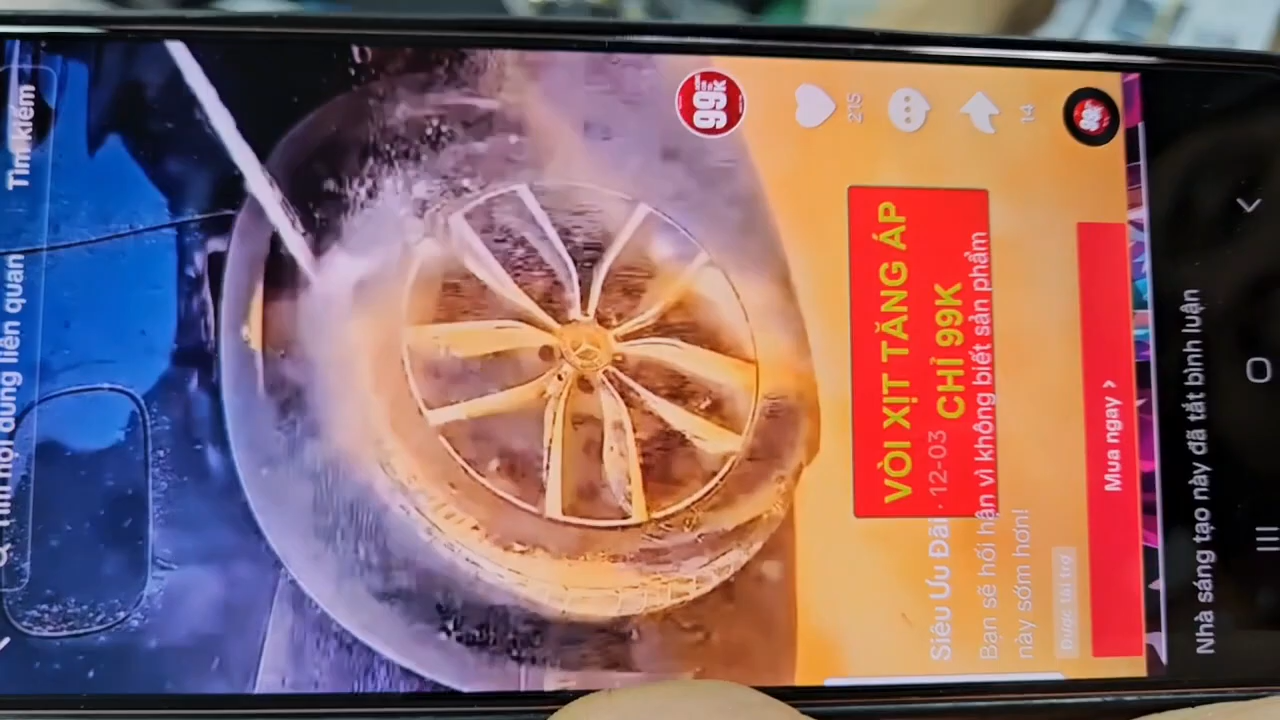 Tìm nội dung liên quan
Tìm kiếm
99K
215
14
99K
VÒI XỊT TĂNG ÁP
CHỈ 99K
Siêu Ưu Đãi · 12-03
Bạn sẽ hối hận vì không biết sản phẩm
này sớm hơn!
Được tài trợ
Mua ngay >
Nhà sáng tạo này đã tắt bình luận